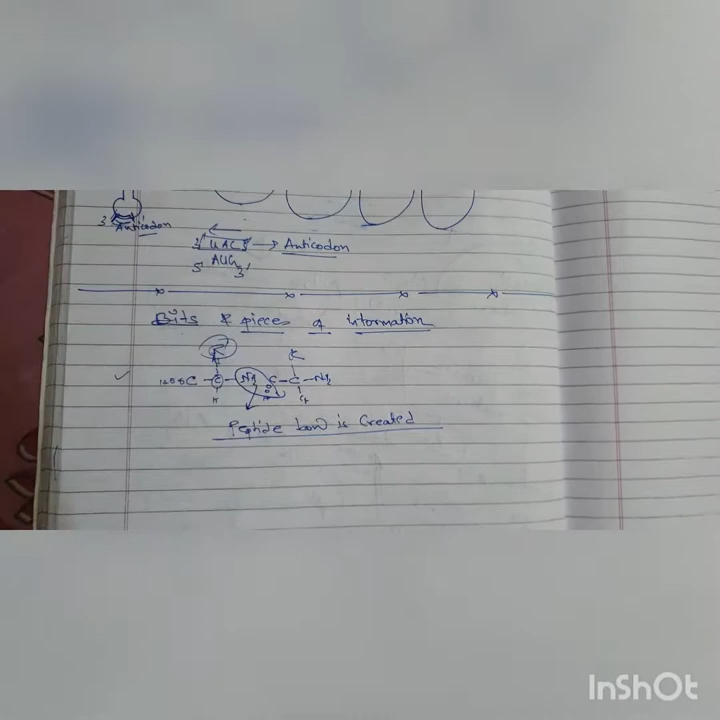 3' Anticodon
3' UAC 5' → Anticodon
5' AUG 3'
Bits & pieces of information
R R
HOOC - C - NH C - C - NH2
H H
Peptide bond is Created
InShOt